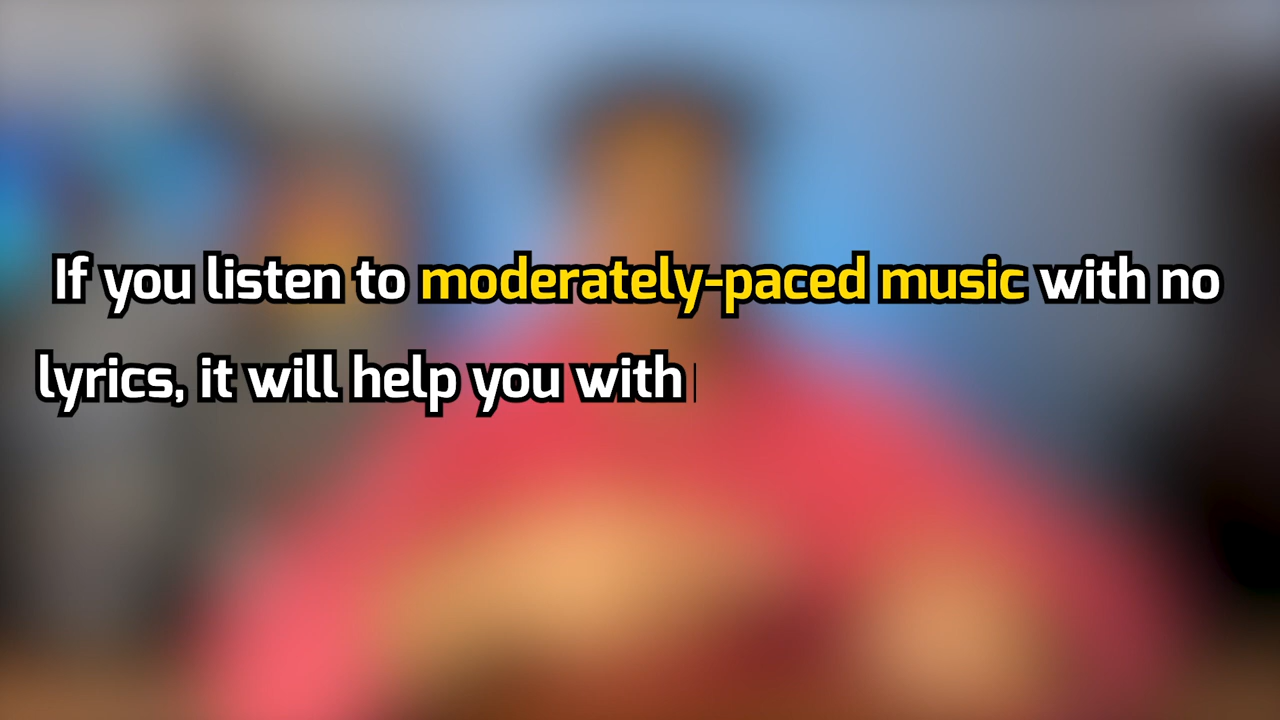 If you listen to moderately-paced music with no
lyrics, it will help you with